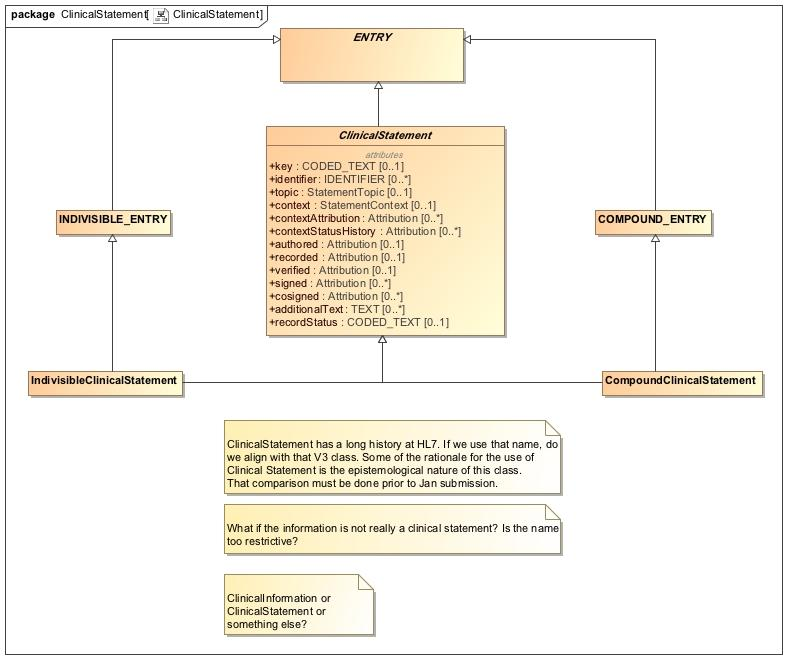 package ClinicalStatement[ ClinicalStatement]
ENTRY
ClinicalStatement
attributes
+key : CODED_TEXT [0..1]
+identifier : IDENTIFIER [0..*]
+topic : StatementTopic [0..1]
+context : StatementContext [0..1]
+contextAttribution : Attribution [0..*]
+contextStatusHistory : Attribution [0..*]
+authored : Attribution [0..1]
+recorded : Attribution [0..1]
+verified : Attribution [0..1]
+signed : Attribution [0..*]
+cosigned : Attribution [0..*]
+additionalText : TEXT [0..*]
+recordStatus : CODED_TEXT [0..1]
INDIVISIBLE_ENTRY
COMPOUND_ENTRY
IndivisibleClinicalStatement
CompoundClinicalStatement
ClinicalStatement has a long history at HL7. If we use that name, do
we align with that V3 class. Some of the rationale for the use of
Clinical Statement is the epistemological nature of this class.
That comparison must be done prior to Jan submission.
What if the information is not really a clinical statement? Is the name
too restrictive?
ClinicalInformation or
ClinicalStatement or
something else?